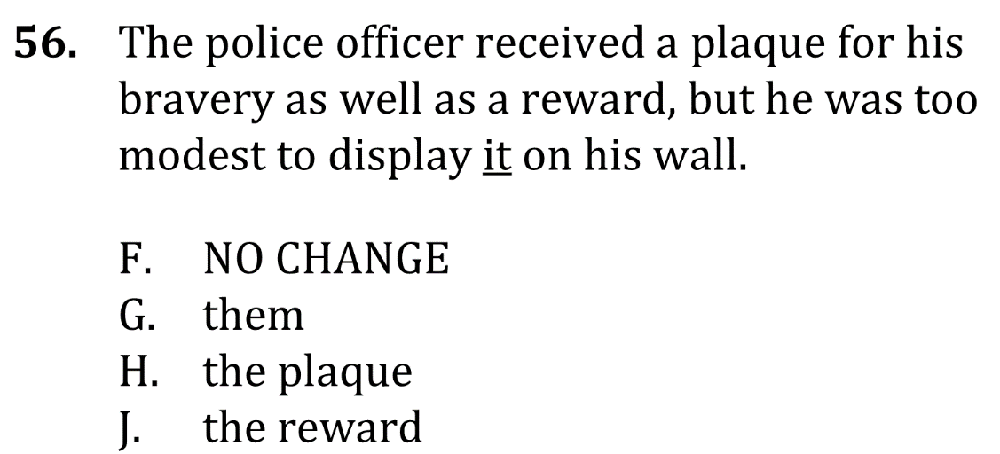 56. The police officer received a plaque for his
bravery as well as a reward, but he was too
modest to display it on his wall.
F. NO CHANGE
G. them
H. the plaque
J. the reward